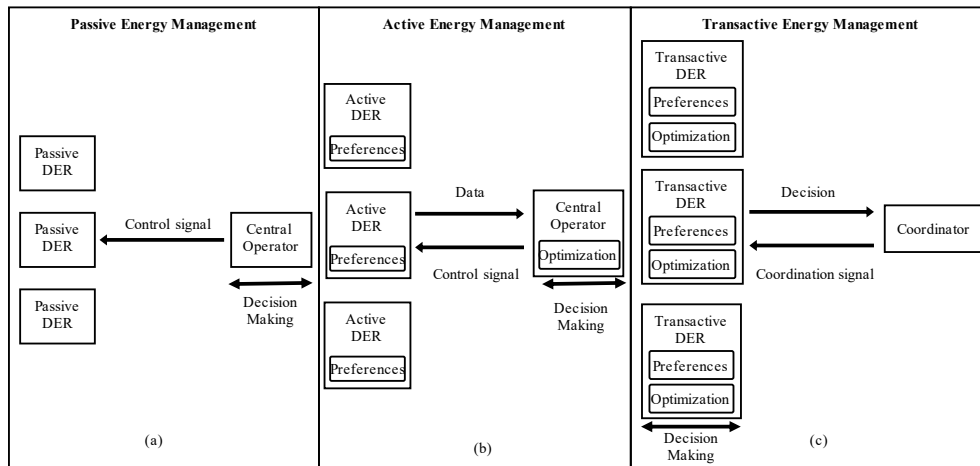 Passive Energy Management
Passive
DER
Passive
DER
Passive
DER
Control signal
Central
Operator
Decision
Making
(a)
Active Energy Management
Active
DER
Preferences
Active
DER
Preferences
Active
DER
Preferences
Data
Control signal
Central
Operator
Optimization
Decision
Making
(b)
Transactive Energy Management
Transactive
DER
Preferences
Optimization
Transactive
DER
Preferences
Optimization
Transactive
DER
Preferences
Optimization
Decision
Making
Decision
Coordination signal
Coordinator
(c)